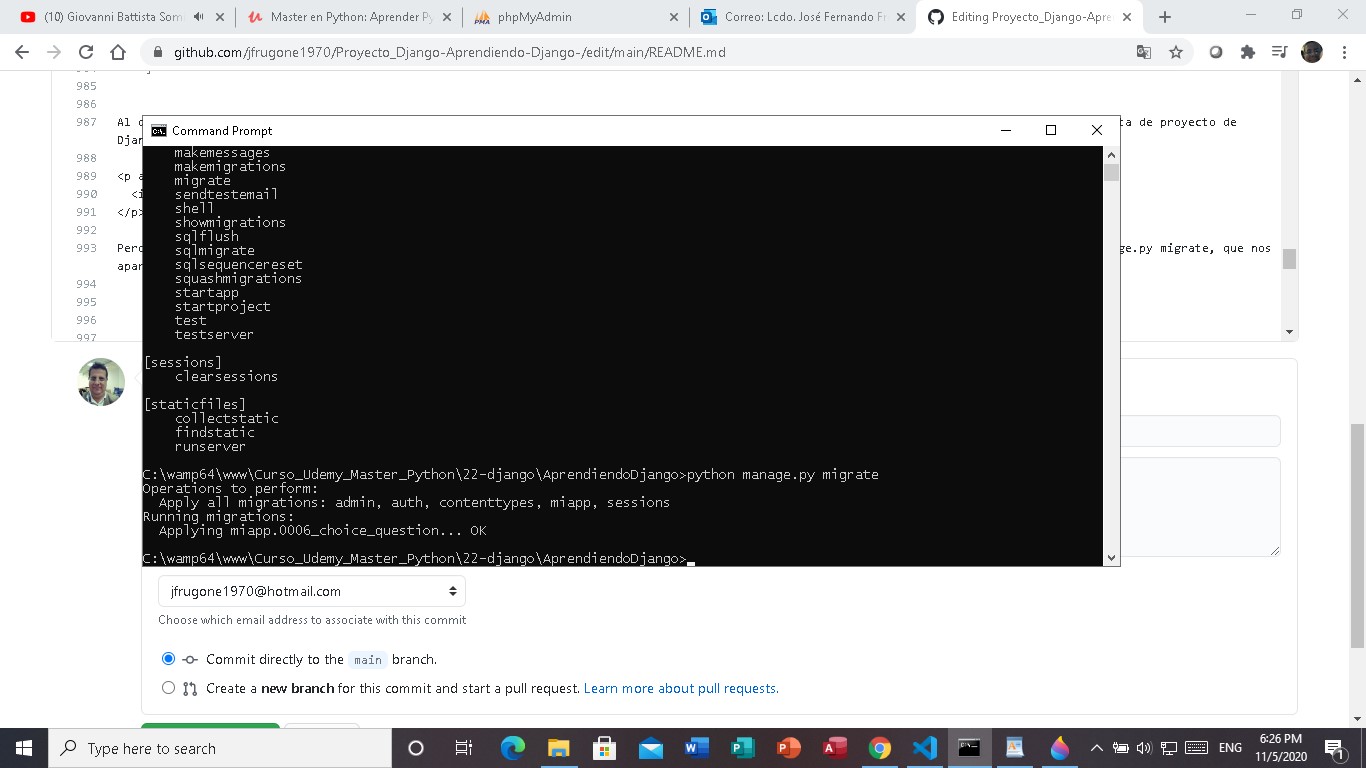 (10) Giovanni Battista Som
Master en Python: Aprender Py
phpMyAdmin
Correo: Lcdo. José Fernando Fr
Editing Proyecto_Django-Apre
github.com/jfrugone1970/Proyecto_Django-Aprendiendo-Django-/edit/main/README.md
985
986
987 Al
ta de proyecto de
Djan
988
989 <p a
990 <i
991 </p>
992
993 Pero
ge.py migrate, que nos
apar
994
995
996
997
Command Prompt
makemessages
makemigrations
migrate
sendtestemail
shell
showmigrations
sqlflush
sqlmigrate
sqlsequencereset
squashmigrations
startapp
startproject
test
testserver
[sessions]
clearsessions
[staticfiles]
collectstatic
findstatic
runserver
C:\wamp64\www\Curso_Udemy_Master_Python\22-django\AprendiendoDjango>python manage.py migrate
Operations to perform:
Apply all migrations: admin, auth, contenttypes, miapp, sessions
Running migrations:
Applying miapp.0006_choice_question... OK
C:\wamp64\www\Curso_Udemy_Master_Python\22-django\AprendiendoDjango>
jfrugone1970@hotmail.com
Choose which email address to associate with this commit
Commit directly to the main branch.
Create a new branch for this commit and start a pull request. Learn more about pull requests.
Type here to search
ENG
6:26 PM
11/5/2020
1